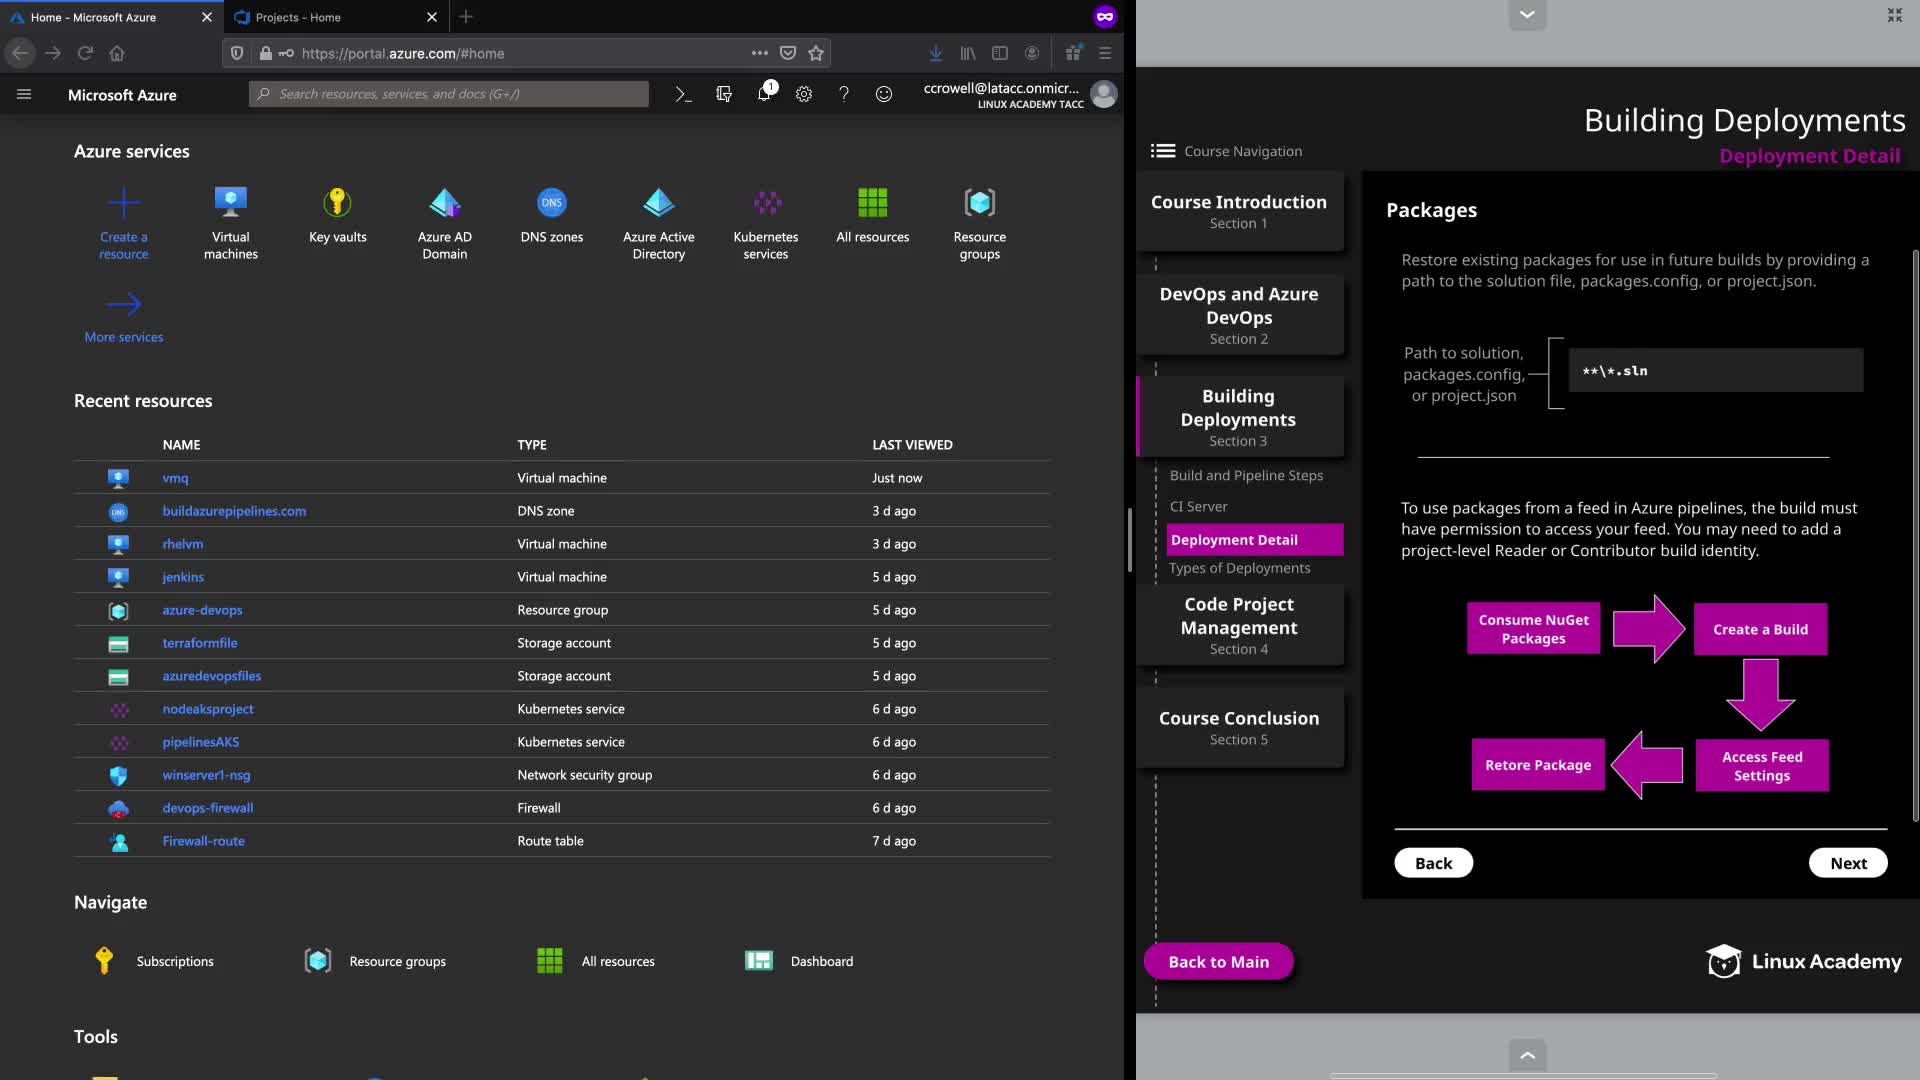 Home - Microsoft Azure
Projects - Home
https://portal.azure.com/#home
Microsoft Azure
Search resources, services, and docs (G+/)
1
ccrowell@latacc.onmicr...
LINUX ACADEMY TACC
Azure services
Create a resource
Virtual machines
Key vaults
Azure AD Domain
DNS
DNS zones
Azure Active Directory
Kubernetes services
All resources
Resource groups
More services
Recent resources
NAME TYPE LAST VIEWED
vmq Virtual machine Just now
DNS buildazurepipelines.com DNS zone 3 d ago
rhelvm Virtual machine 3 d ago
jenkins Virtual machine 5 d ago
azure-devops Resource group 5 d ago
terraformfile Storage account 5 d ago
azuredevopsfiles Storage account 5 d ago
nodeaksproject Kubernetes service 6 d ago
pipelinesAKS Kubernetes service 6 d ago
winserver1-nsg Network security group 6 d ago
devops-firewall Firewall 6 d ago
Firewall-route Route table 7 d ago
Navigate
Subscriptions
Resource groups
All resources
Dashboard
Tools
Building Deployments
Deployment Detail
Course Navigation
Course Introduction
Section 1
DevOps and Azure
DevOps
Section 2
Building
Deployments
Section 3
Build and Pipeline Steps
CI Server
Deployment Detail
Types of Deployments
Code Project
Management
Section 4
Course Conclusion
Section 5
Back to Main
Packages
Restore existing packages for use in future builds by providing a
path to the solution file, packages.config, or project.json.
Path to solution,
packages.config,
or project.json
**\*.sln
To use packages from a feed in Azure pipelines, the build must
have permission to access your feed. You may need to add a
project-level Reader or Contributor build identity.
Consume NuGet
Packages
Create a Build
Access Feed
Settings
Retore Package
Back
Next
Linux Academy